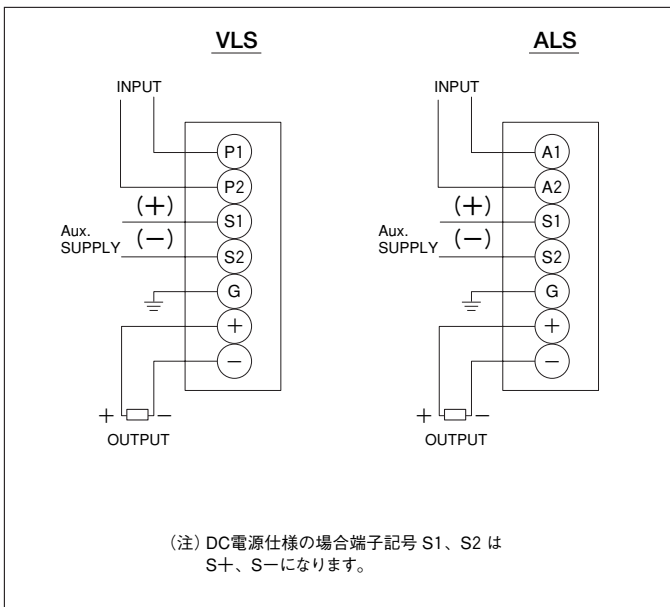 VLS
INPUT
P1
P2
(+)
S1
Aux.
SUPPLY
(−)
S2
G
+
−
+ −
OUTPUT
ALS
INPUT
A1
A2
(+)
S1
Aux.
SUPPLY
(−)
S2
G
+
−
+ −
OUTPUT
(注) DC電源仕様の場合端子記号 S1、S2 は
S+、S−になります。